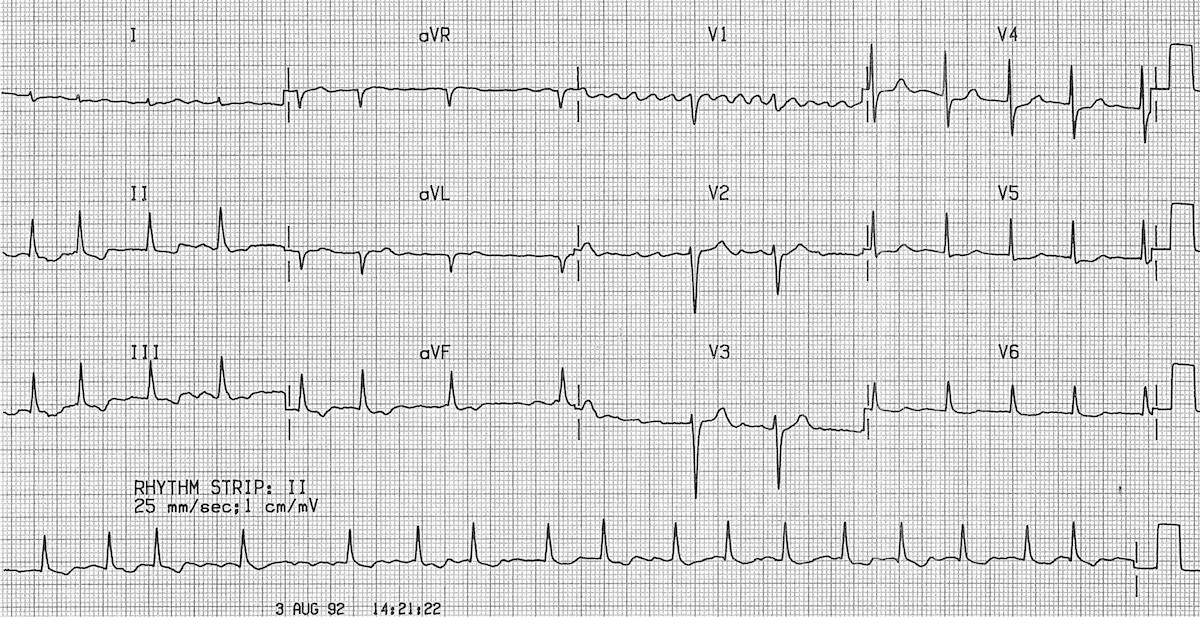 I aVR V1 V4
II aVL V2 V5
III aVF V3 V6
RHYTHM STRIP: II
25 mm/sec;1 cm/mV
3 AUG 92 14:21:22